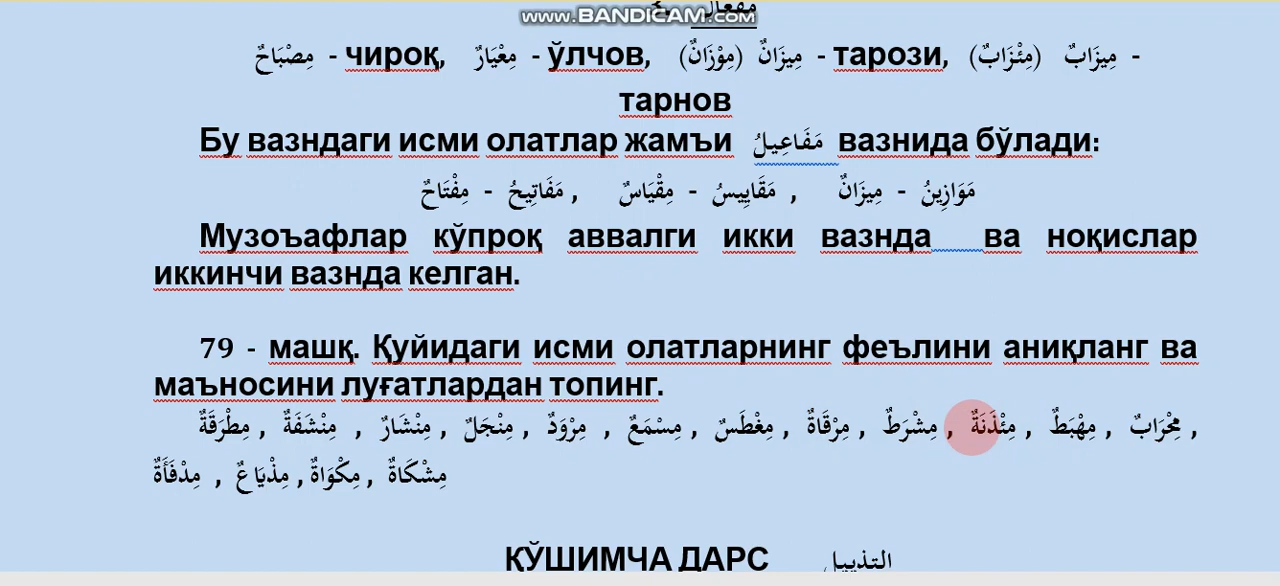 WWW.BANDICAM.COM
3. مِفْعَالٌ
مِصْبَاحٌ - чироқ, مِعْيَارٌ - ўлчов, مِيزَانٌ (مِوْزَانٌ) - тарози, مِيزَابٌ (مِئْزَابٌ) -
тарнов
Бу вазндаги исми олатлар жамъи مَفَاعِيلُ вазнида бўлади:
مِفْتَاحٌ - مَفَاتِيحُ , مِقْيَاسٌ - مَقَايِيسُ , مِيزَانٌ - مَوَازِينُ
Музоъафлар кўпроқ аввалги икки вазнда ва ноқислар
иккинчи вазнда келган.
79 - машқ. Қуйидаги исми олатларнинг феълини аниқланг ва
маъносини луғатлардан топинг.
مِطْرَقَةٌ , مِنْشَفَةٌ , مِنْشَارٌ , مِنْجَلٌ , مِرْوَدٌ , مِسْمَعٌ , مِغْطَسٌ , مِرْقَاةٌ , مِشْرَطٌ , مِئْذَنَةٌ , مِهْبَطٌ , مِحْرَابٌ ,
مِدْفَأَةٌ , مِذْيَاعٌ , مِكْوَاةٌ , مِشْكَاةٌ
ҚЎШИМЧА ДАРС التذييل